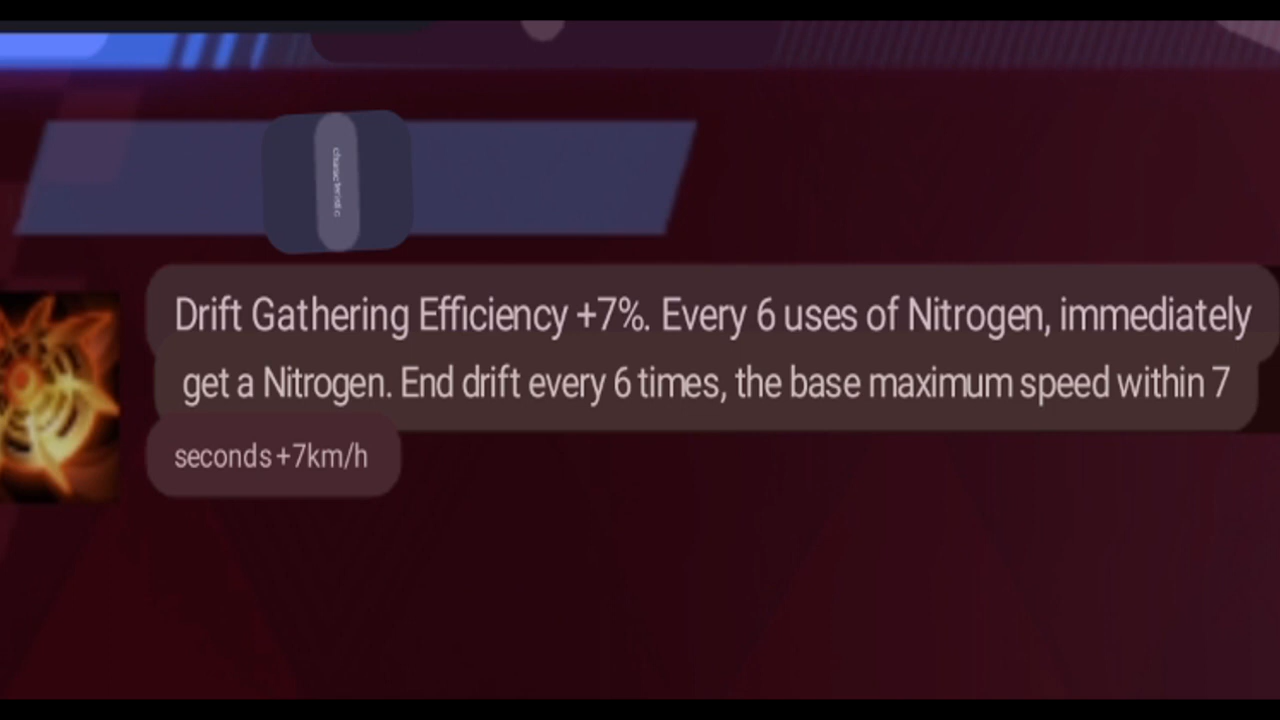 characteristic
Drift Gathering Efficiency +7%. Every 6 uses of Nitrogen, immediately
get a Nitrogen. End drift every 6 times, the base maximum speed within 7
seconds +7km/h